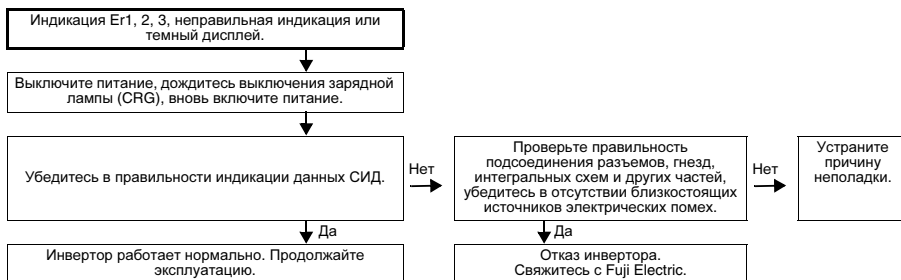 Индикация Er1, 2, 3, неправильная индикация или
темный дисплей.
Выключите питание, дождитесь выключения зарядной
лампы (CRG), вновь включите питание.
Убедитесь в правильности индикации данных СИД.
Нет
Проверьте правильность
подсоединения разъемов, гнезд,
интегральных схем и других частей,
убедитесь в отсутствии близкостоящих
источников электрических помех.
Нет
Устраните
причину
неполадки.
Да
Да
Инвертор работает нормально. Продолжайте
эксплуатацию.
Отказ инвертора.
Свяжитесь с Fuji Electric.